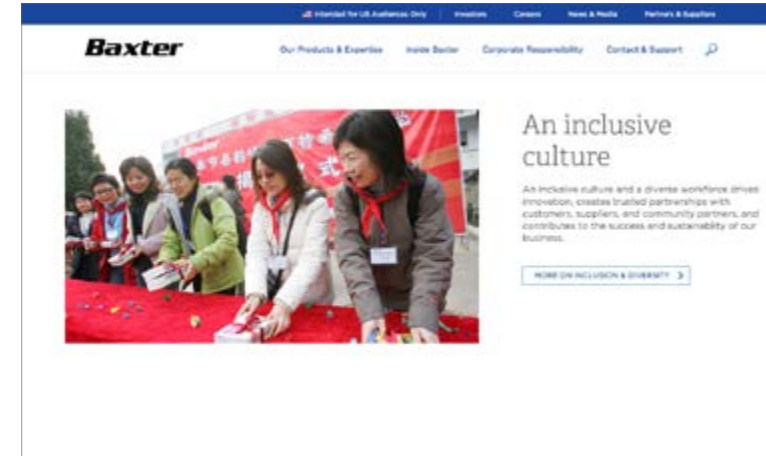 Intended for US Audiences Only
Investors
Careers
News & Media
Partners & Suppliers
Baxter
Our Products & Expertise
Inside Baxter
Corporate Responsibility
Contact & Support
Baxter
式
An inclusive
culture
An inclusive culture and a diverse workforce drives
innovation, creates trusted partnerships with
customers, suppliers, and community partners, and
contributes to the success and sustainability of our
business.
MORE ON INCLUSION & DIVERSITY